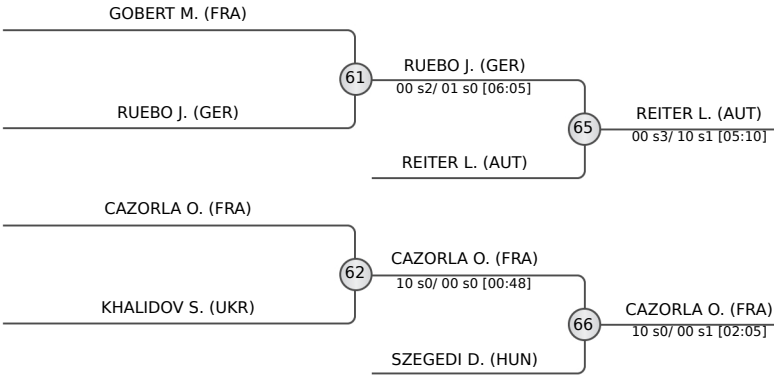 GOBERT M. (FRA)
61
RUEBO J. (GER)
00 s2/ 01 s0 [06:05]
RUEBO J. (GER)
65
REITER L. (AUT)
00 s3/ 10 s1 [05:10]
REITER L. (AUT)
CAZORLA O. (FRA)
62
CAZORLA O. (FRA)
10 s0/ 00 s0 [00:48]
KHALIDOV S. (UKR)
66
CAZORLA O. (FRA)
10 s0/ 00 s1 [02:05]
SZEGEDI D. (HUN)